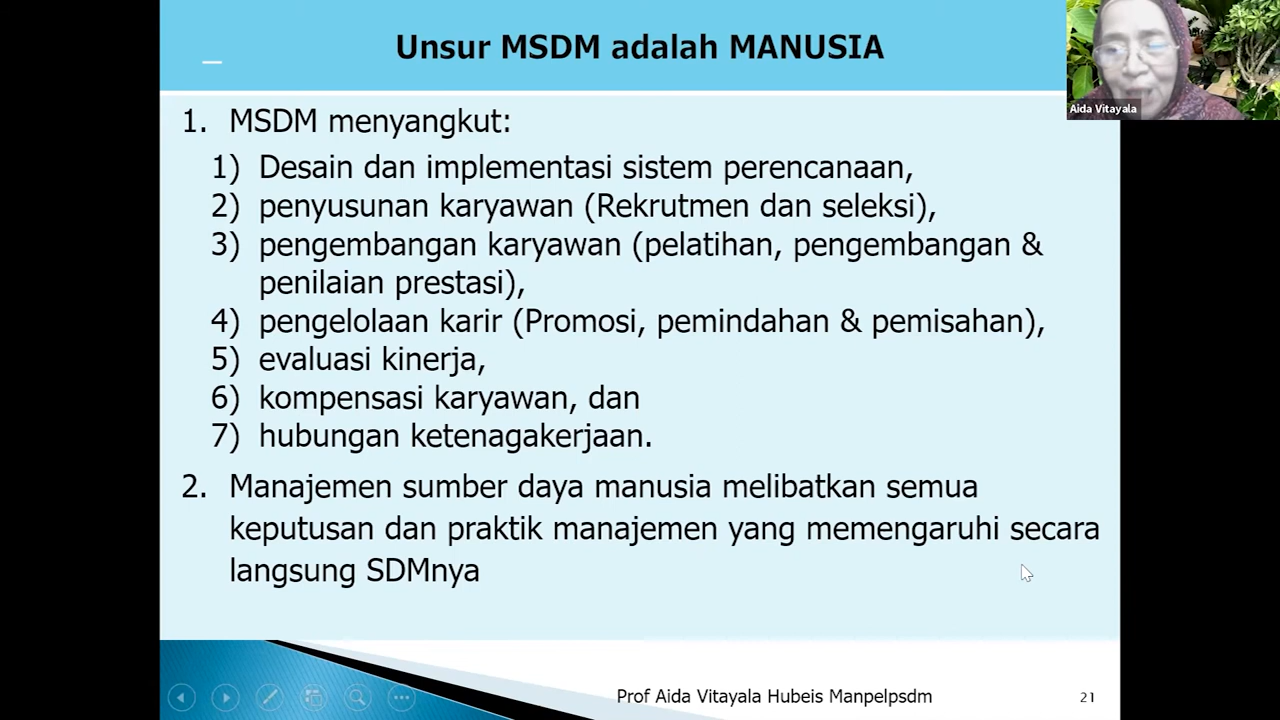 Unsur MSDM adalah MANUSIA
Aida Vitayala
1. MSDM menyangkut:
1) Desain dan implementasi sistem perencanaan,
2) penyusunan karyawan (Rekrutmen dan seleksi),
3) pengembangan karyawan (pelatihan, pengembangan &
penilaian prestasi),
4) pengelolaan karir (Promosi, pemindahan & pemisahan),
5) evaluasi kinerja,
6) kompensasi karyawan, dan
7) hubungan ketenagakerjaan.
2. Manajemen sumber daya manusia melibatkan semua
keputusan dan praktik manajemen yang memengaruhi secara
langsung SDMnya
Prof Aida Vitayala Hubeis Manpelpsdm
21